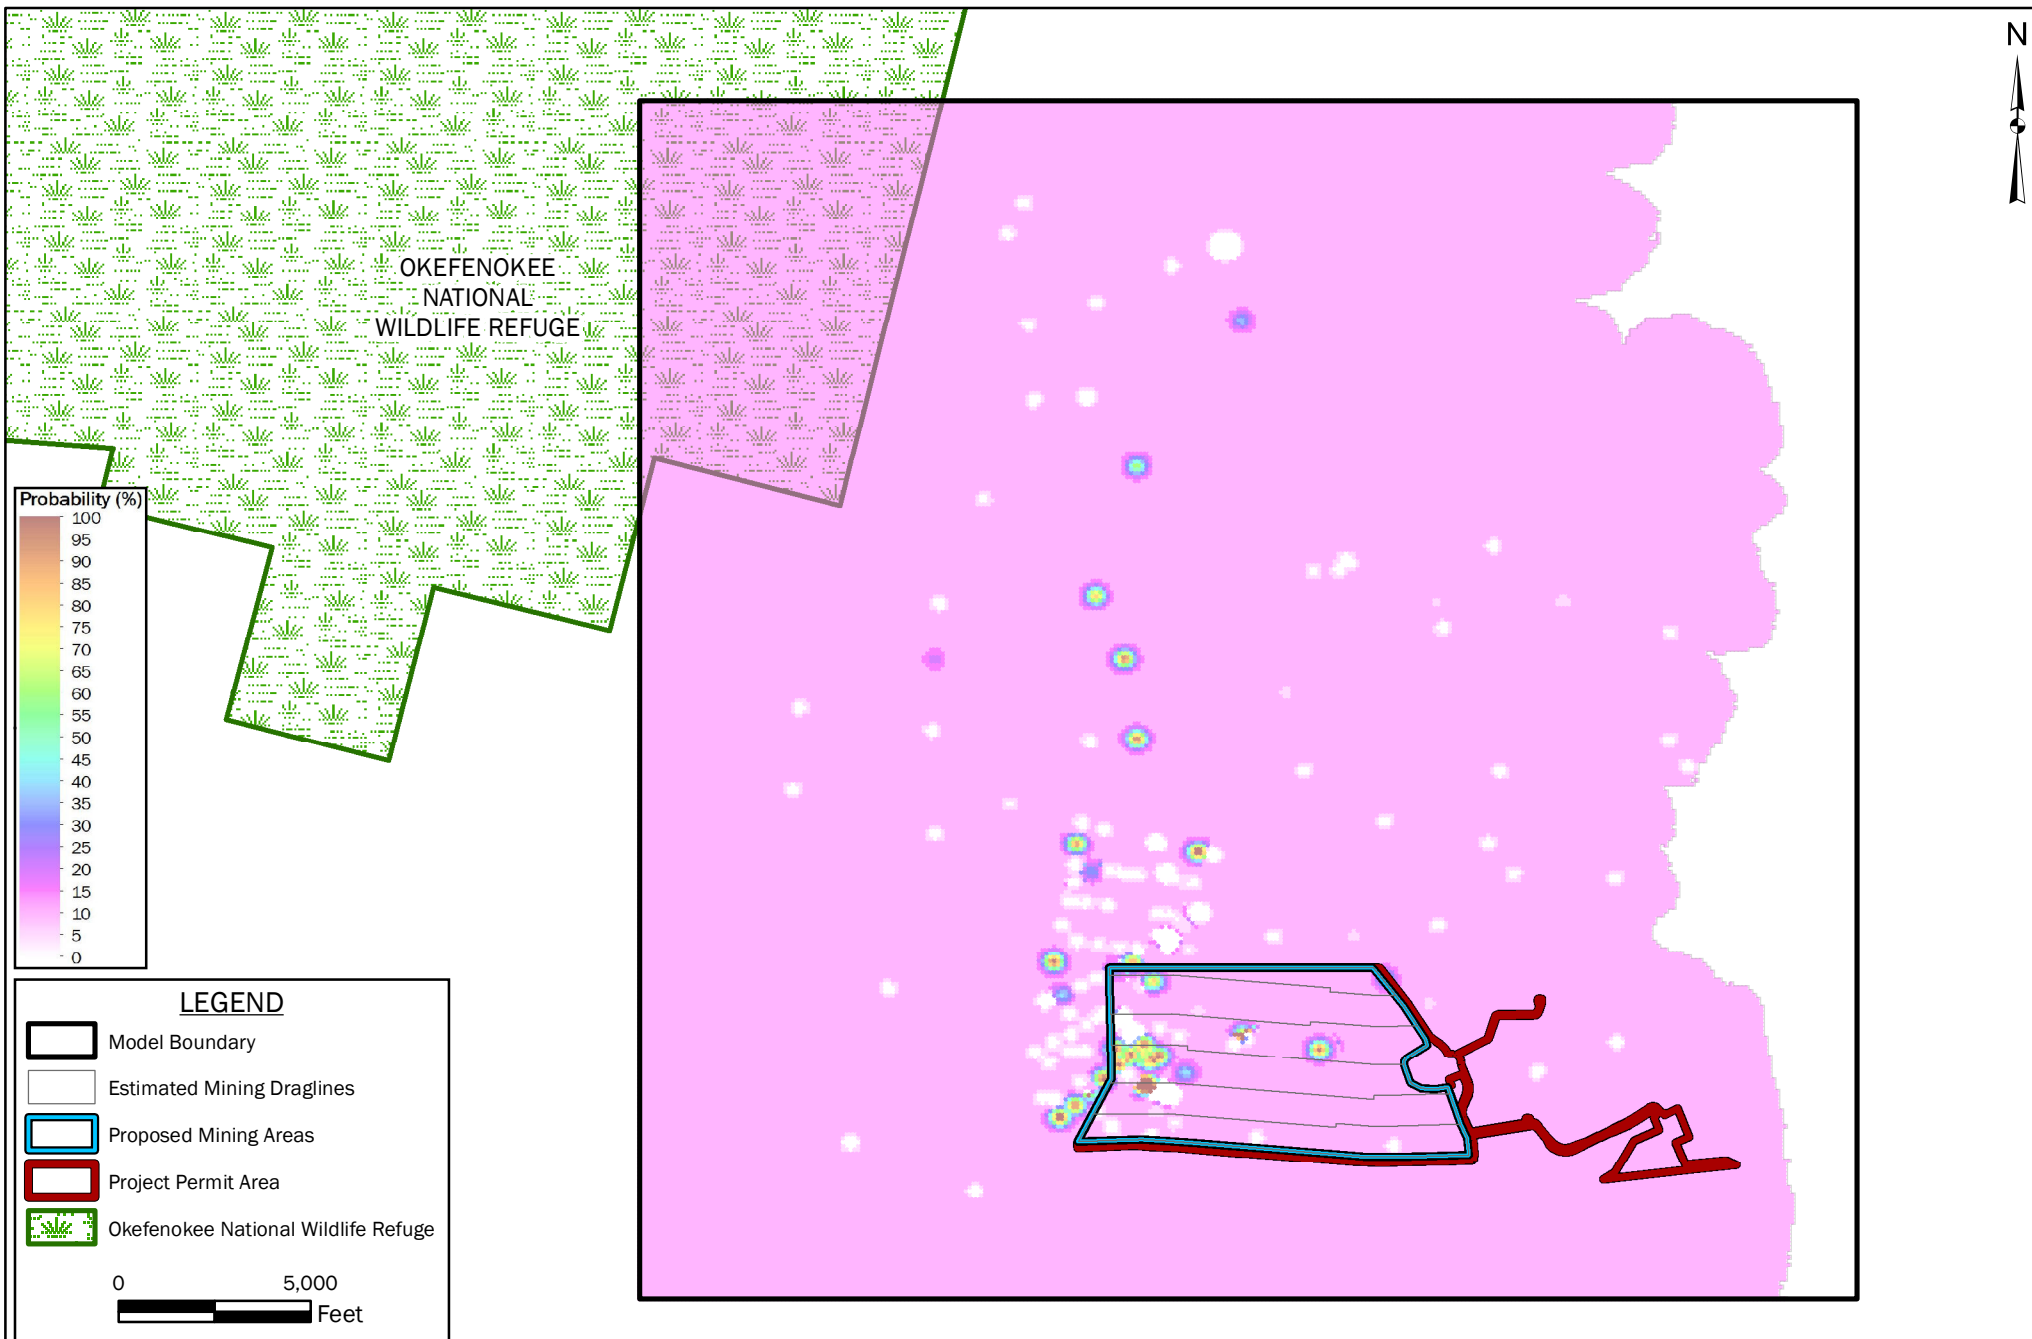 N
OKEFENOKEE
NATIONAL
WILDLIFE REFUGE
Probability (%)
100
95
90
85
80
75
70
65
60
55
50
45
40
35
30
25
20
15
10
5
0
LEGEND
Model Boundary
Estimated Mining Draglines
Proposed Mining Areas
Project Permit Area
Okefenokee National Wildlife Refuge
0 5,000
Feet